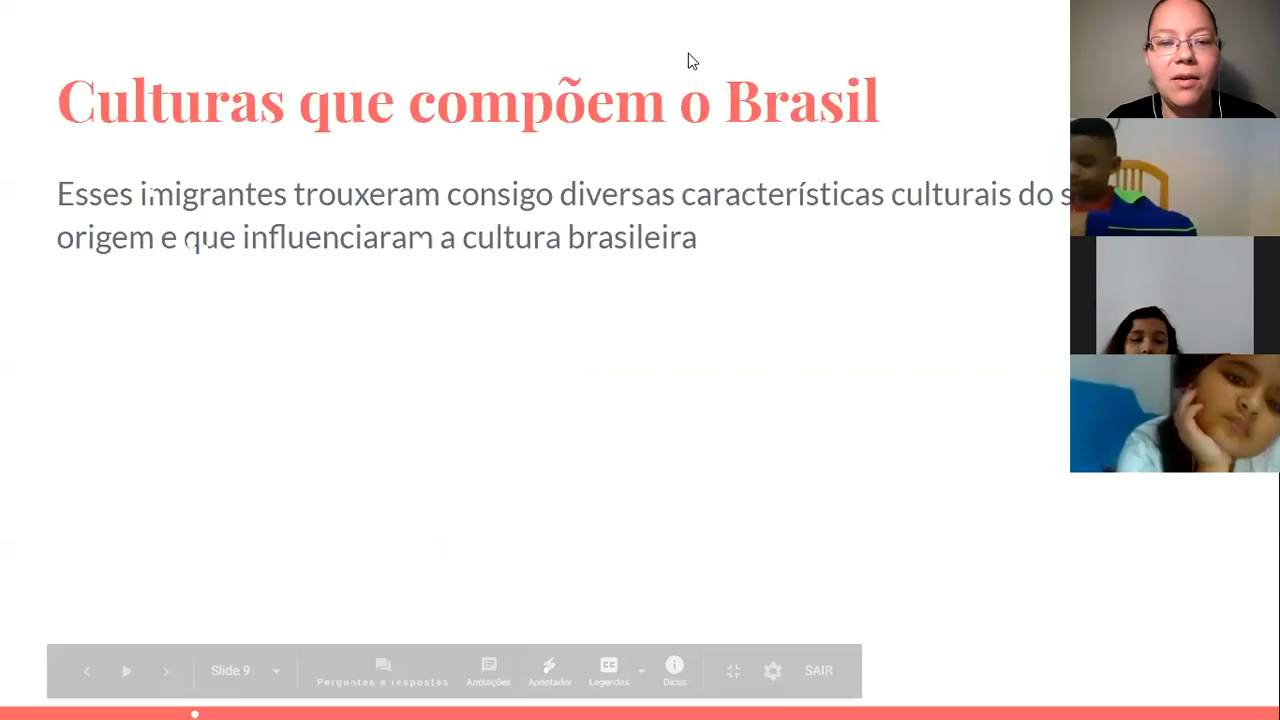 Culturas que compõem o Brasil
Esses imigrantes trouxeram consigo diversas características culturais do
origem e que influenciaram a cultura brasileira
Slide 9
Perguntas e respostas
Anotações
Apontador
CC
Legendas
Dicas
SAIR